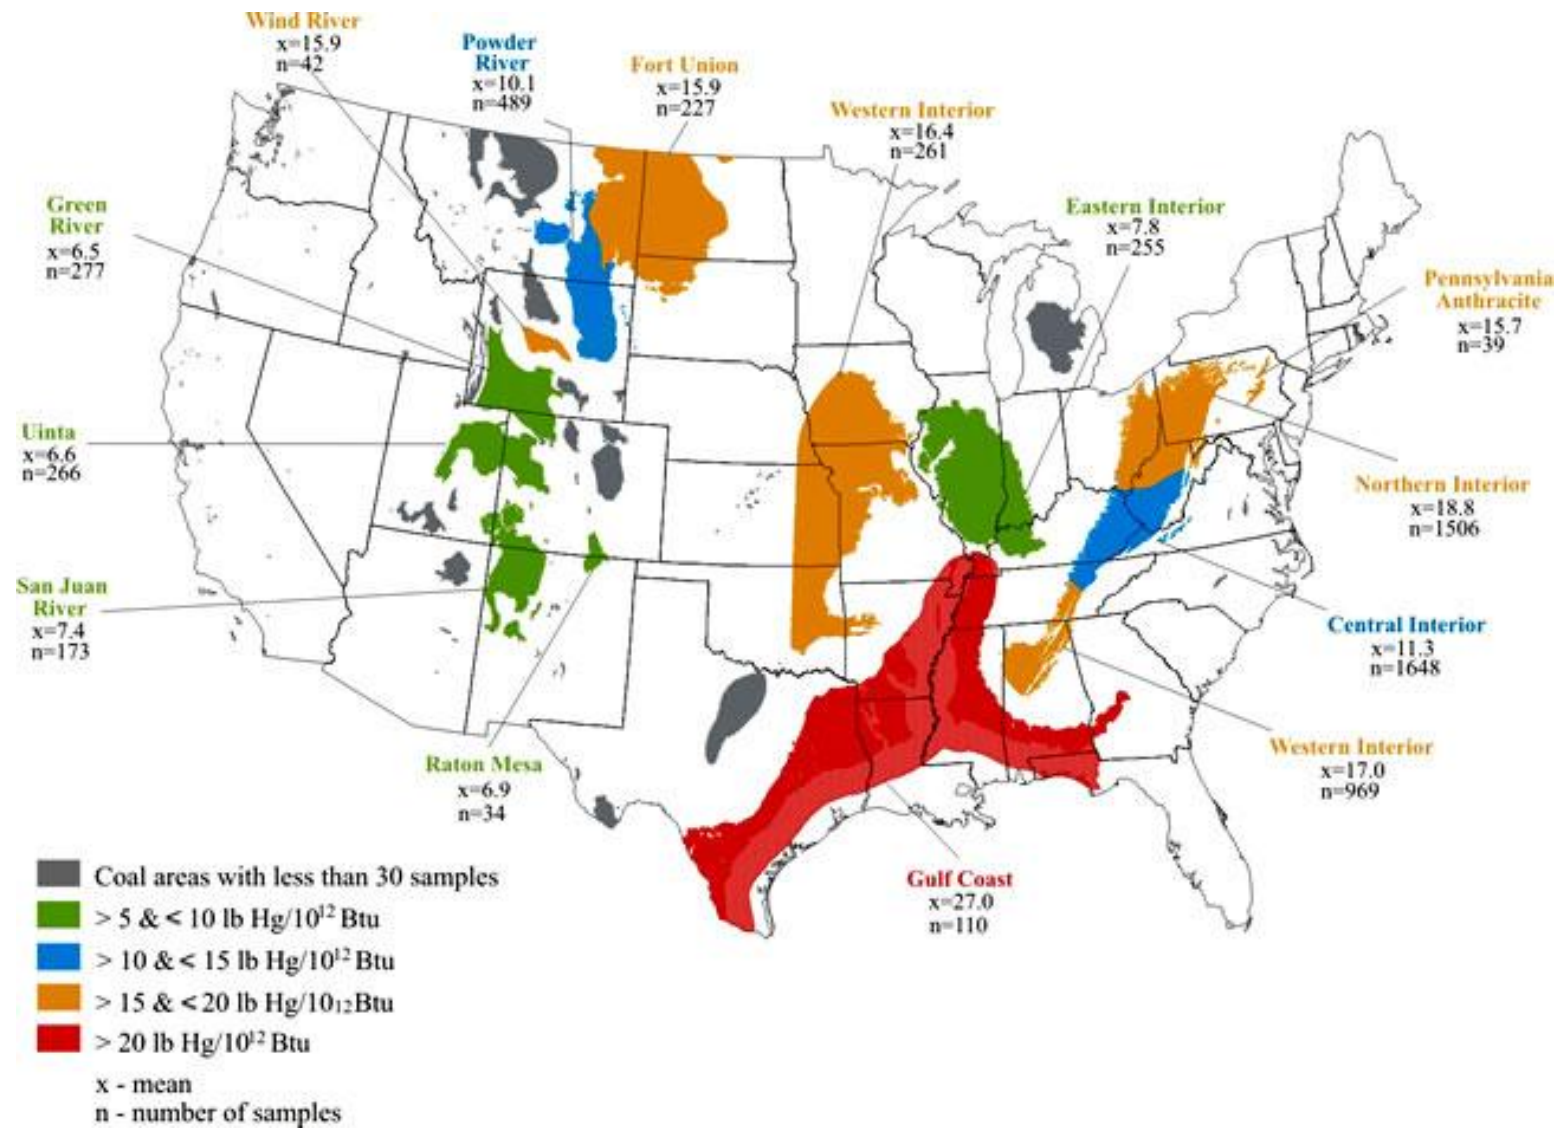 Wind River
x=15.9
n=42
Powder
River
x=10.1
n=489
Fort Union
x=15.9
n=227
Western Interior
x=16.4
n=261
Green
River
x=6.5
n=277
Eastern Interior
x=7.8
n=255
Pennsylvania
Anthracite
x=15.7
n=39
Uinta
x=6.6
n=266
Northern Interior
x=18.8
n=1506
San Juan
River
x=7.4
n=173
Central Interior
x=11.3
n=1648
Raton Mesa
x=6.9
n=34
Western Interior
x=17.0
n=969
Gulf Coast
x=27.0
n=110
Coal areas with less than 30 samples
> 5 & < 10 lb Hg/10¹² Btu
> 10 & < 15 lb Hg/10¹² Btu
> 15 & <20 lb Hg/10₁₂Btu
> 20 lb Hg/10¹² Btu
x - mean
n - number of samples